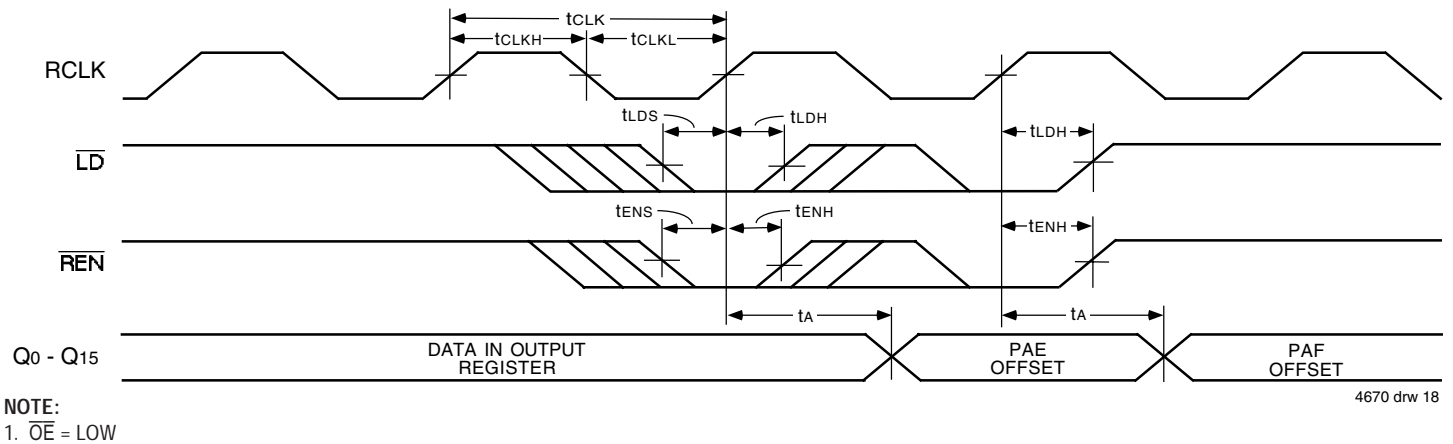 tCLK
tCLKH tCLKL
RCLK
tLDS tLDH tLDH
LD
tENS tENH tENH
REN
tA tA
Q0 - Q15 DATA IN OUTPUT REGISTER PAE OFFSET PAF OFFSET
4670 drw 18
NOTE:
1. OE = LOW